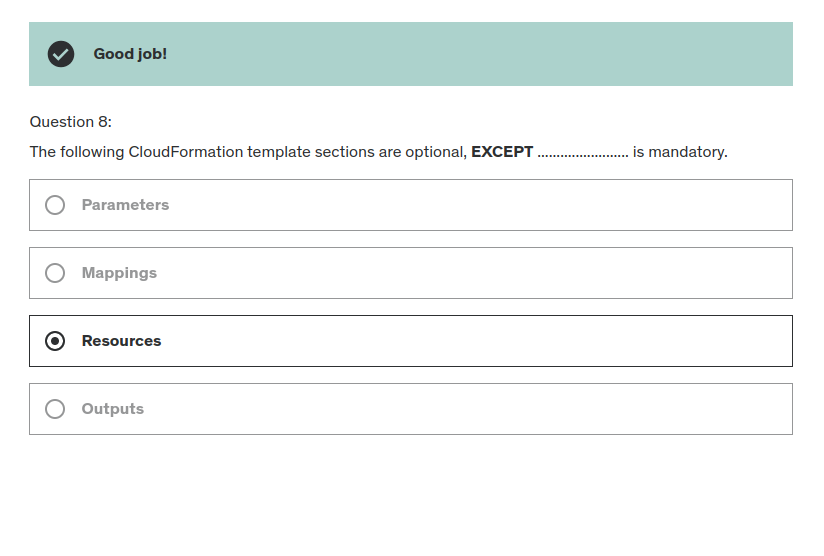 Good job!
Question 8:
The following CloudFormation template sections are optional, EXCEPT ........................ is mandatory.
Parameters
Mappings
Resources
Outputs